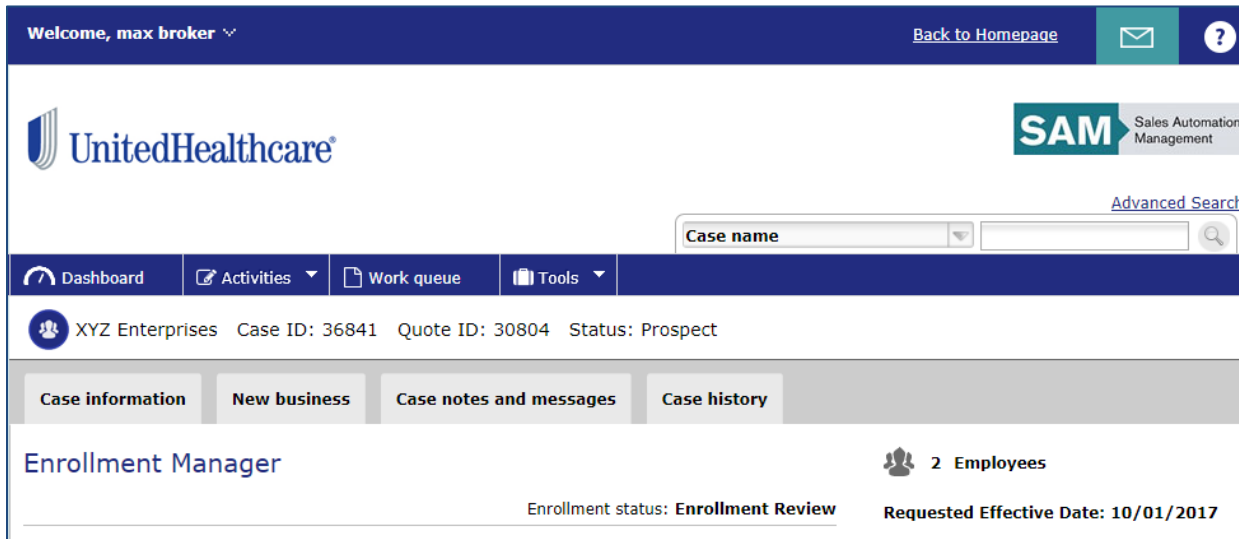 Welcome, max broker
Back to Homepage
?
UnitedHealthcare®
SAM Sales Automation
Management
Advanced Search
Case name
Dashboard Activities Work queue Tools
XYZ Enterprises Case ID: 36841 Quote ID: 30804 Status: Prospect
Case information New business Case notes and messages Case history
Enrollment Manager
2 Employees
Enrollment status: Enrollment Review
Requested Effective Date: 10/01/2017